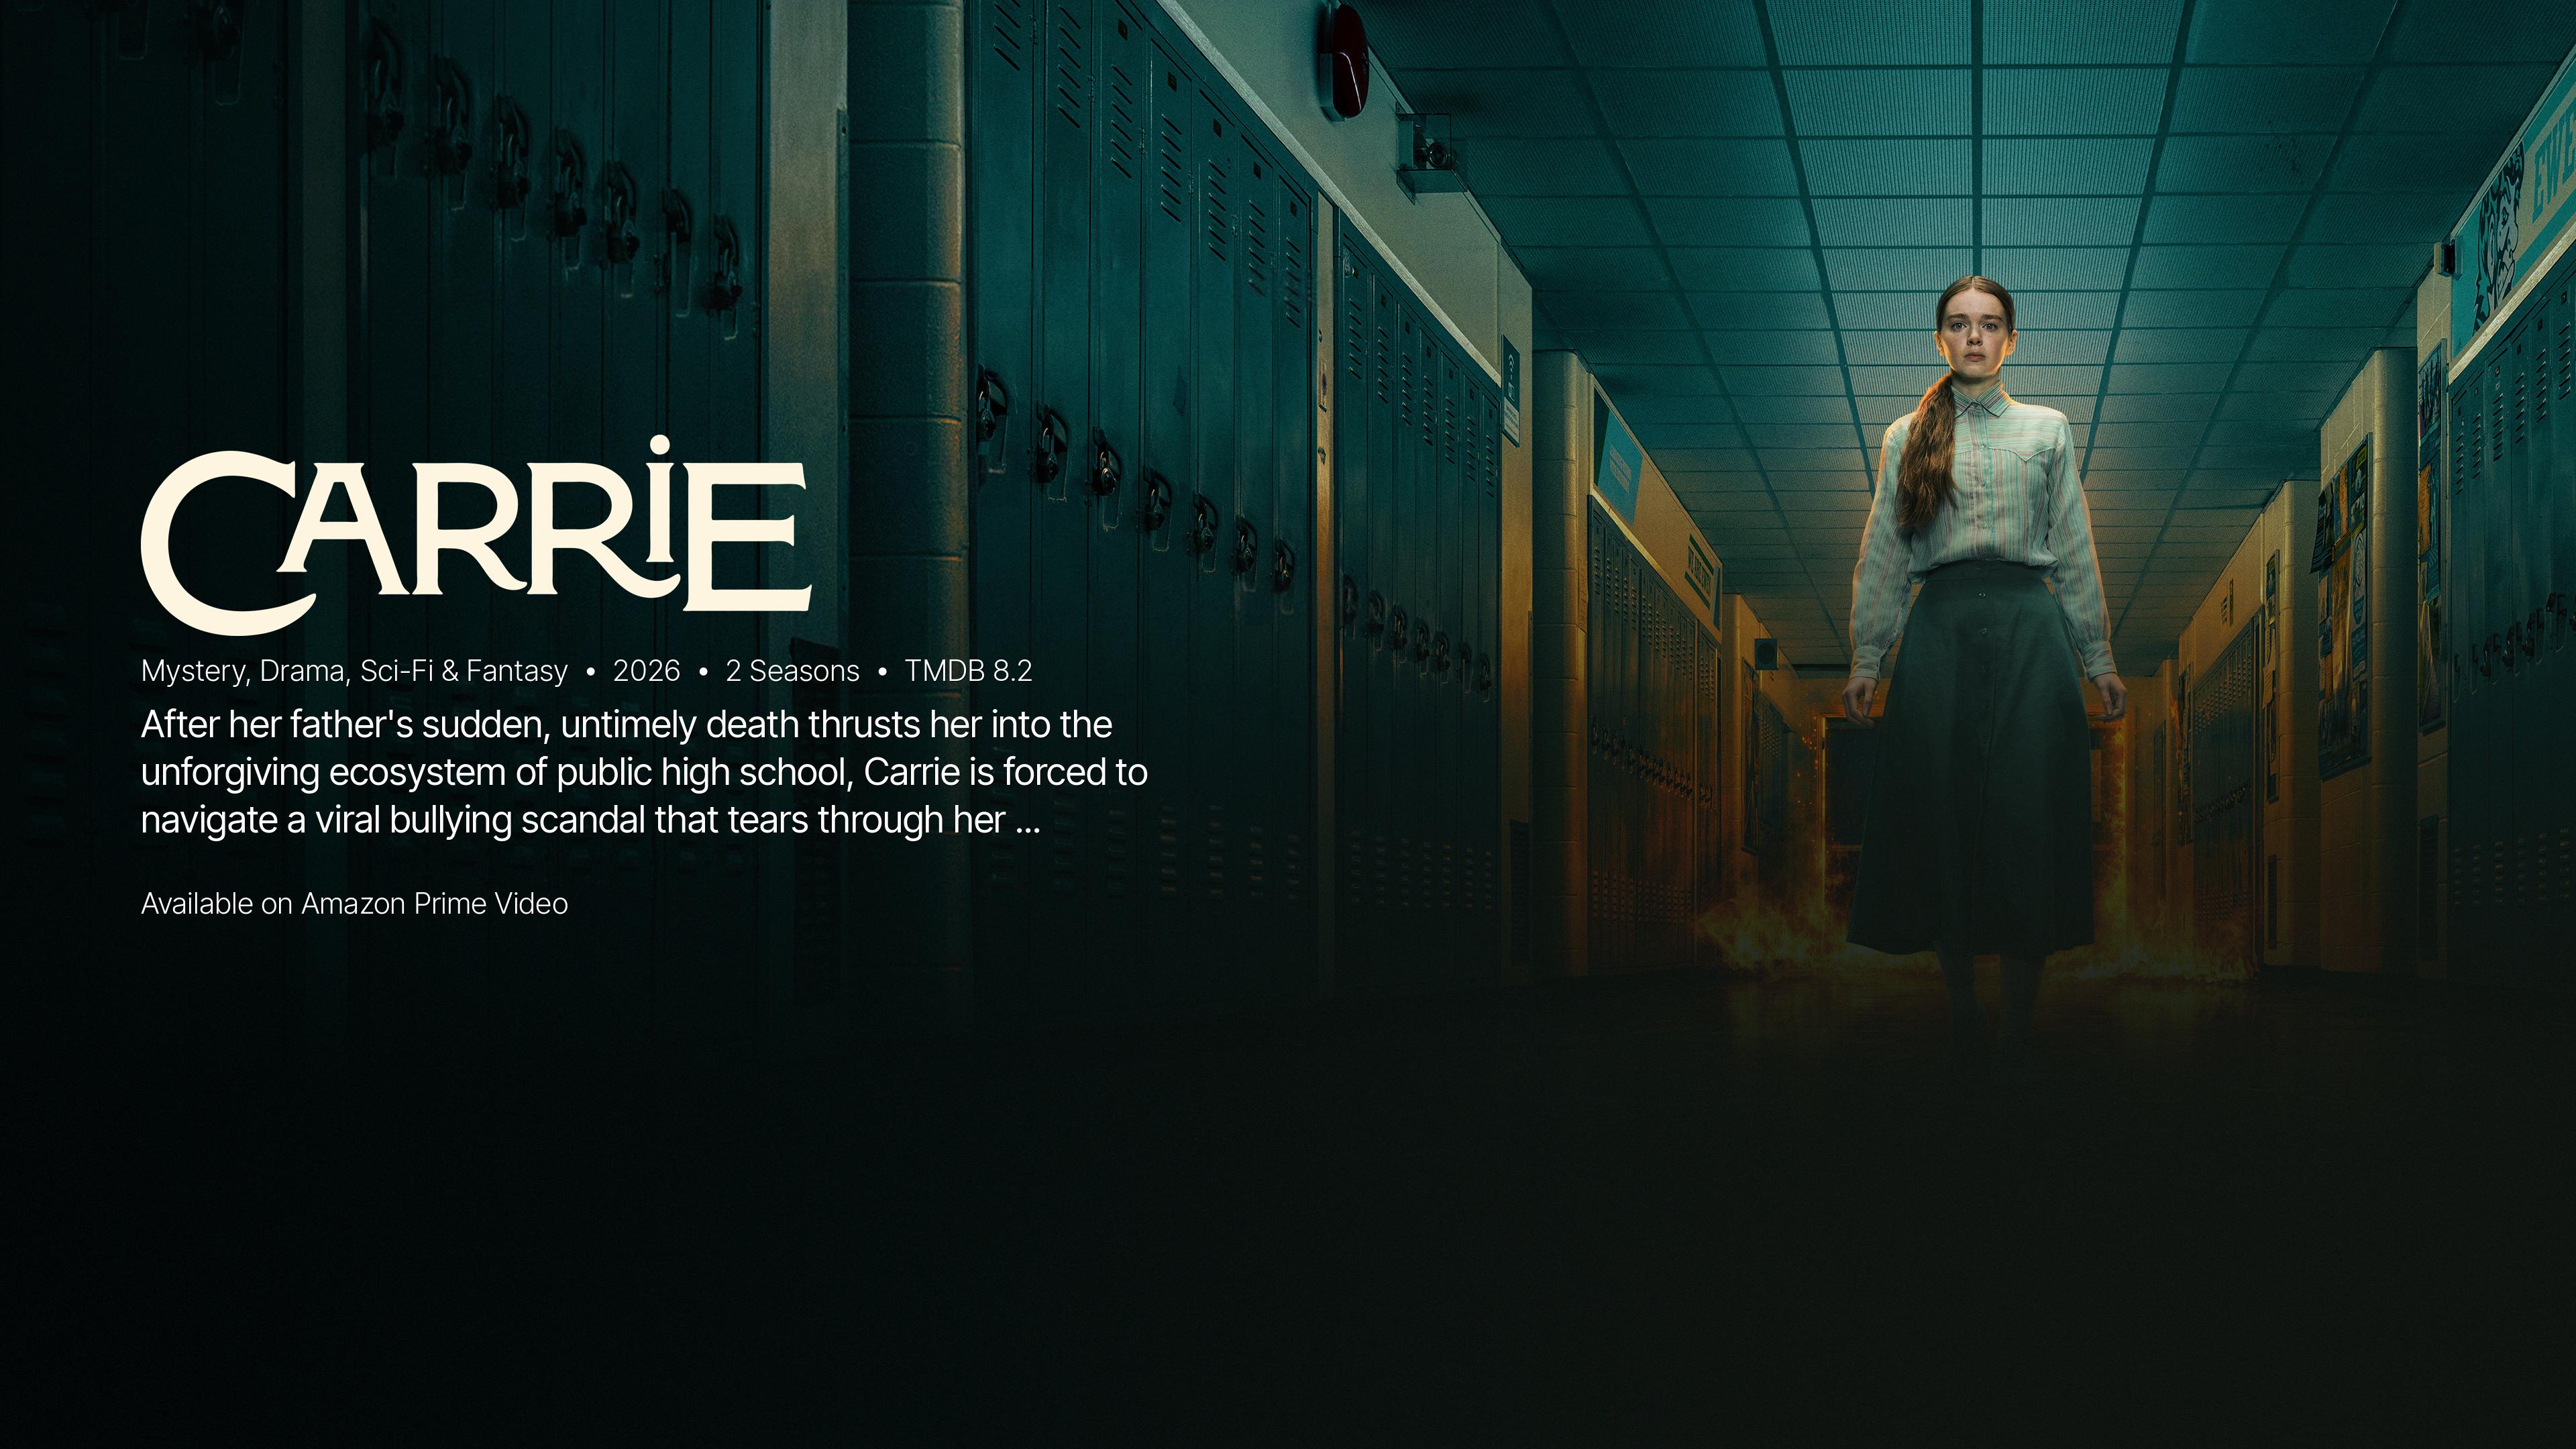 CARRiE
Mystery, Drama, Sci-Fi & Fantasy • 2026 • 2 Seasons • TMDB 8.2
After her father's sudden, untimely death thrusts her into the
unforgiving ecosystem of public high school, Carrie is forced to
navigate a viral bullying scandal that tears through her ...
Available on Amazon Prime Video